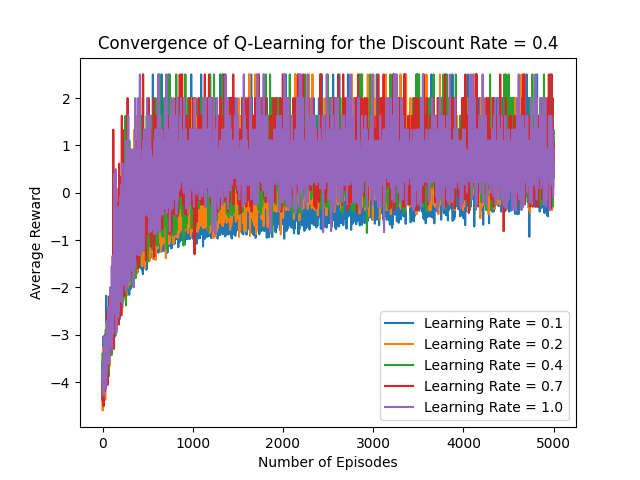 Convergence of Q-Learning for the Discount Rate = 0.4
Average Reward
2
1
0
−1
−2
−3
−4
Learning Rate = 0.1
Learning Rate = 0.2
Learning Rate = 0.4
Learning Rate = 0.7
Learning Rate = 1.0
0 1000 2000 3000 4000 5000
Number of Episodes